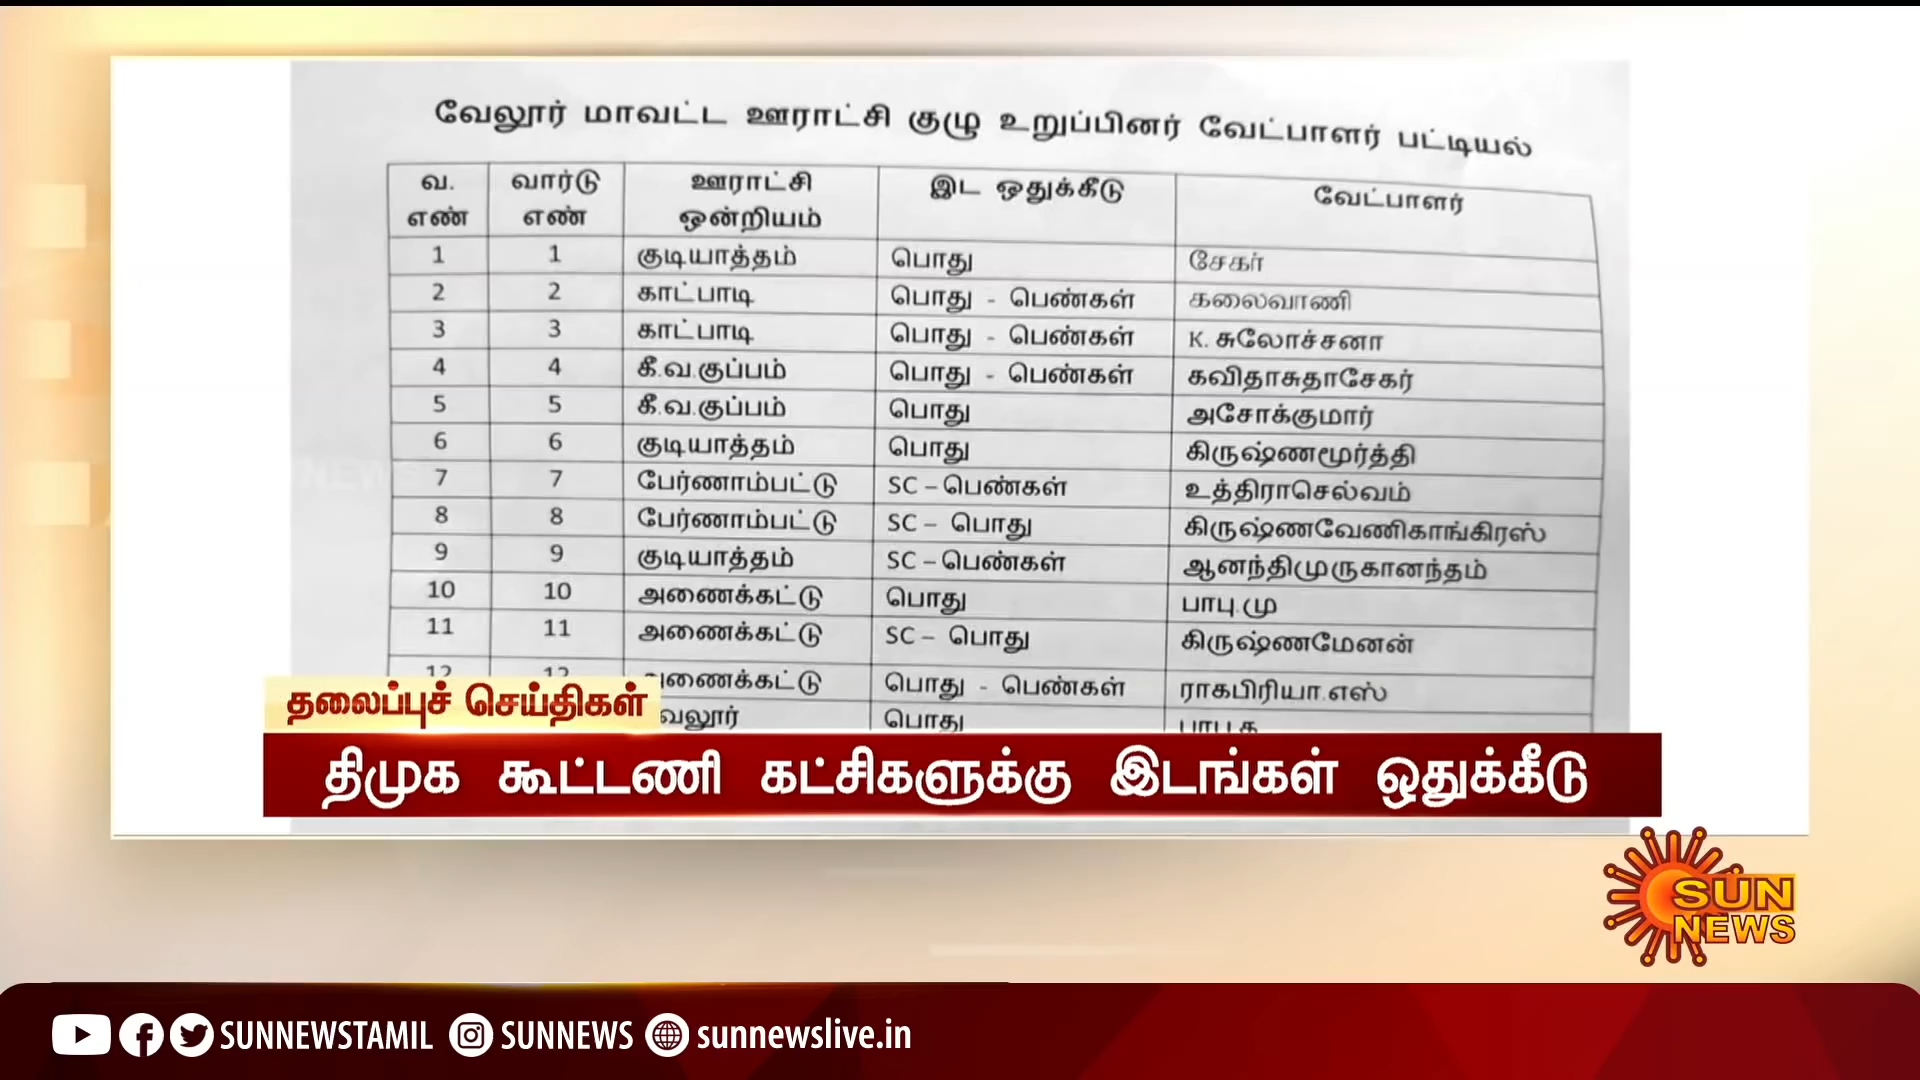 வேலூர் மாவட்ட ஊராட்சி குழு உறுப்பினர் வேட்பாளர் பட்டியல்
வ. எண் வார்டு எண் ஊராட்சி ஒன்றியம் இட ஒதுக்கீடு வேட்பாளர்
1 1 குடியாத்தம் பொது சேகர்
2 2 காட்பாடி பொது - பெண்கள் கலைவாணி
3 3 காட்பாடி பொது - பெண்கள் K. சுலோச்சனா
4 4 கீ.வ.குப்பம் பொது - பெண்கள் கவிதாசுதாசேகர்
5 5 கீ.வ.குப்பம் பொது அசோக்குமார்
6 6 குடியாத்தம் பொது கிருஷ்ணமூர்த்தி
7 7 பேர்ணாம்பட்டு SC – பெண்கள் உத்திராசெல்வம்
8 8 பேர்ணாம்பட்டு SC – பொது கிருஷ்ணவேணிகாங்கிரஸ்
9 9 குடியாத்தம் SC – பெண்கள் ஆனந்திமுருகானந்தம்
10 10 அணைக்கட்டு பொது பாபு.மு
11 11 அணைக்கட்டு SC – பொது கிருஷ்ணமேனன்
12 12 அணைக்கட்டு பொது - பெண்கள் ராகபிரியா.எஸ்
பொது
தலைப்புச் செய்திகள்
திமுக கூட்டணி கட்சிகளுக்கு இடங்கள் ஒதுக்கீடு
SUN
NEWS
SUNNEWSTAMIL SUNNEWS sunnewslive.in